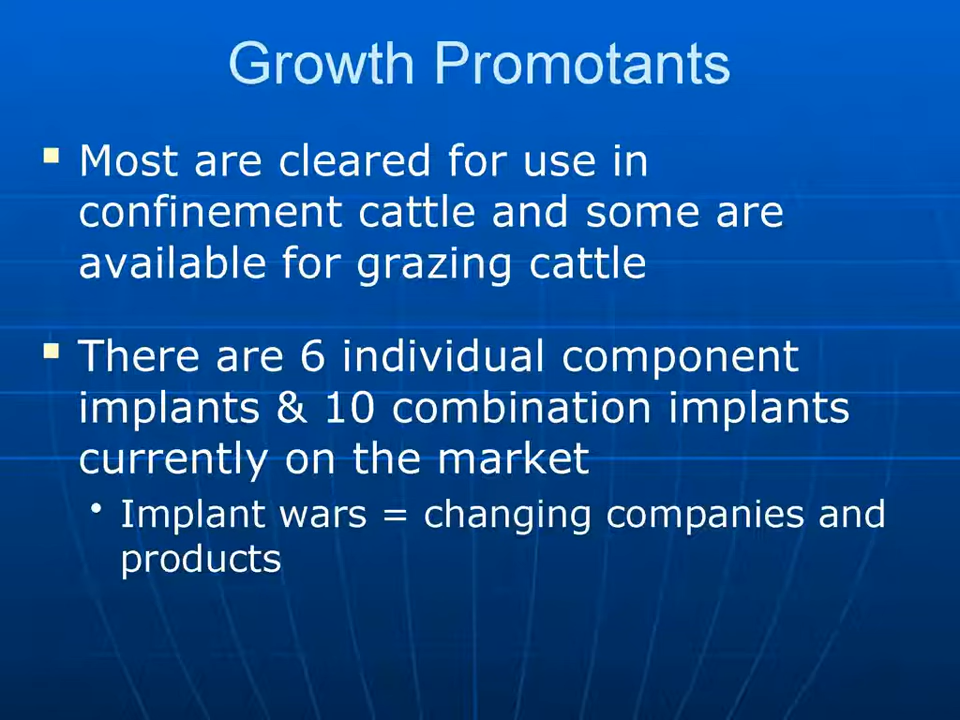 Growth Promotants
Most are cleared for use in
confinement cattle and some are
available for grazing cattle
There are 6 individual component
implants & 10 combination implants
currently on the market
Implant wars = changing companies and
products